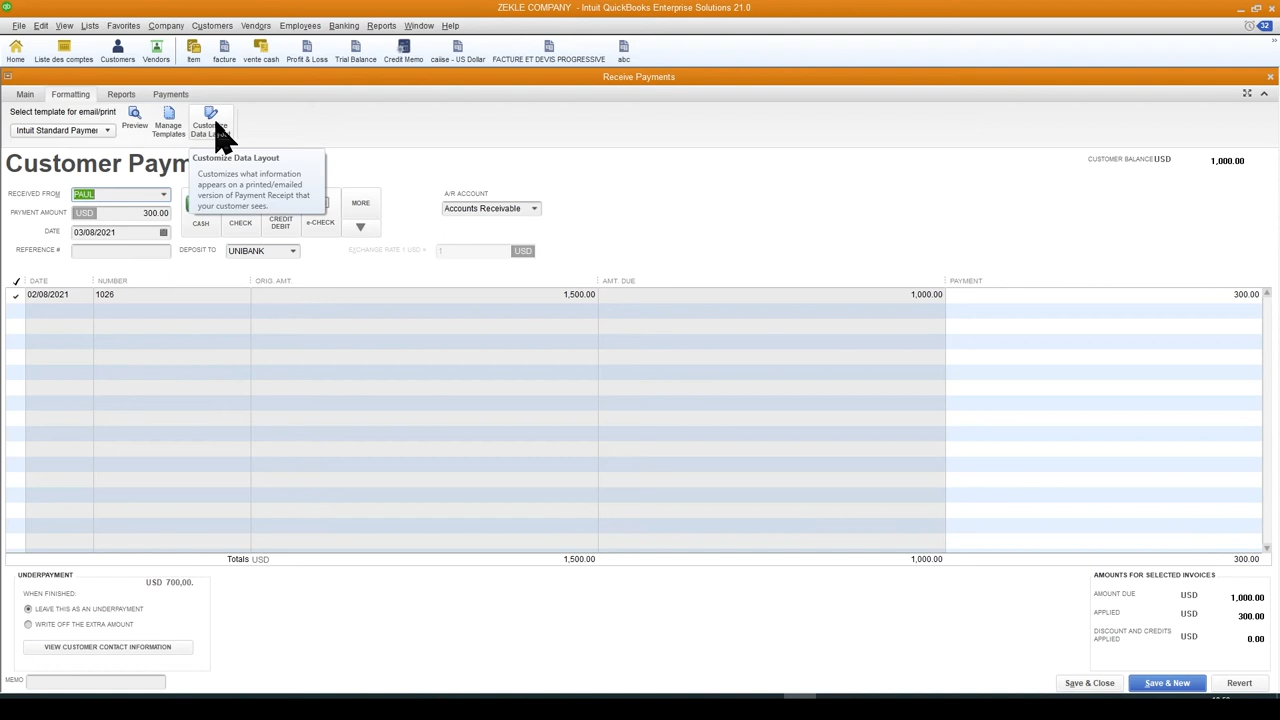 ZEKLE COMPANY - Intuit QuickBooks Enterprise Solutions 21.0
File Edit View Lists Favorites Company Customers Vendors Employees Banking Reports Window Help
32
Home Liste des comptes Customers Vendors Item facture vente cash Profit & Loss Trial Balance Credit Memo caiise - US Dollar FACTURE ET DEVIS PROGRESSIVE abc
Receive Payments
Main Formatting Reports Payments
Select template for email/print
Intuit Standard Paymer
Preview
Manage Templates
Customize
Customer Paym
CUSTOMER BALANCE USD 1,000.00
Customize Data Layout
Customizes what information
appears on a printed/emailed
version of Payment Receipt that
your customer sees.
RECEIVED FROM PAUL
A/R ACCOUNT
PAYMENT AMOUNT USD 300.00
MORE
Accounts Receivable
CASH CHECK CREDIT DEBIT e-CHECK
DATE 03/08/2021
REFERENCE # DEPOSIT TO UNIBANK EXCHANGE RATE 1 USD = 1 USD
DATE NUMBER ORIG. AMT. AMT. DUE PAYMENT
02/08/2021 1026 1,500.00 1,000.00 300.00
Totals USD 1,500.00 1,000.00 300.00
UNDERPAYMENT USD 700,00.
WHEN FINISHED:
LEAVE THIS AS AN UNDERPAYMENT
WRITE OFF THE EXTRA AMOUNT
VIEW CUSTOMER CONTACT INFORMATION
AMOUNTS FOR SELECTED INVOICES
AMOUNT DUE USD 1,000.00
APPLIED USD 300.00
DISCOUNT AND CREDITS APPLIED USD 0.00
MEMO
Save & Close Save & New Revert